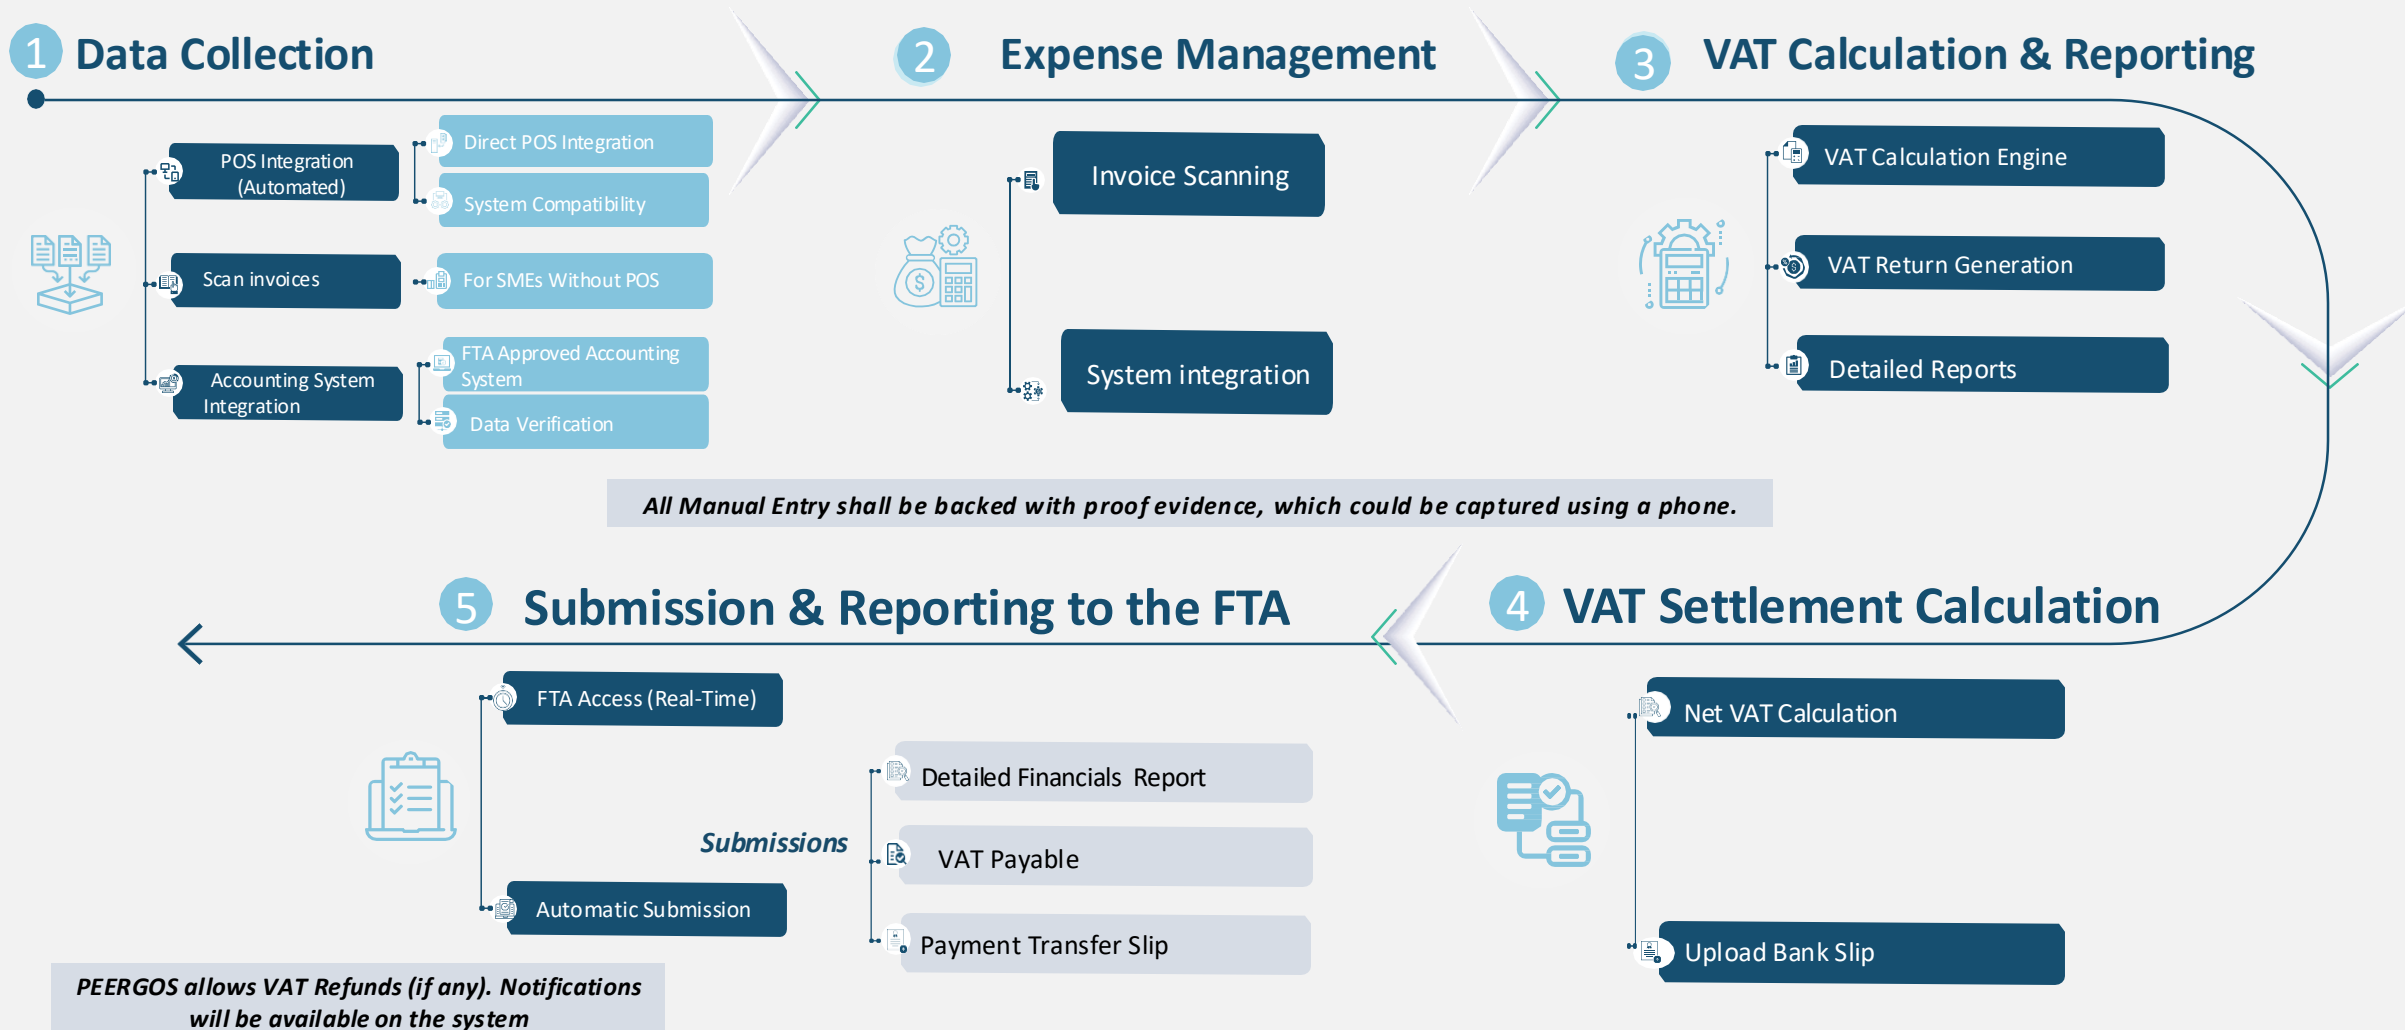 1 Data Collection
POS Integration
(Automated)
Direct POS Integration
System Compatibility
Scan invoices
For SMEs Without POS
Accounting System
Integration
FTA Approved Accounting
System
Data Verification
2 Expense Management
Invoice Scanning
System integration
3 VAT Calculation & Reporting
VAT Calculation Engine
VAT Return Generation
Detailed Reports
All Manual Entry shall be backed with proof evidence, which could be captured using a phone.
4 VAT Settlement Calculation
Net VAT Calculation
Upload Bank Slip
5 Submission & Reporting to the FTA
FTA Access (Real-Time)
Automatic Submission
Submissions
Detailed Financials Report
VAT Payable
Payment Transfer Slip
PEERGOS allows VAT Refunds (if any). Notifications
will be available on the system